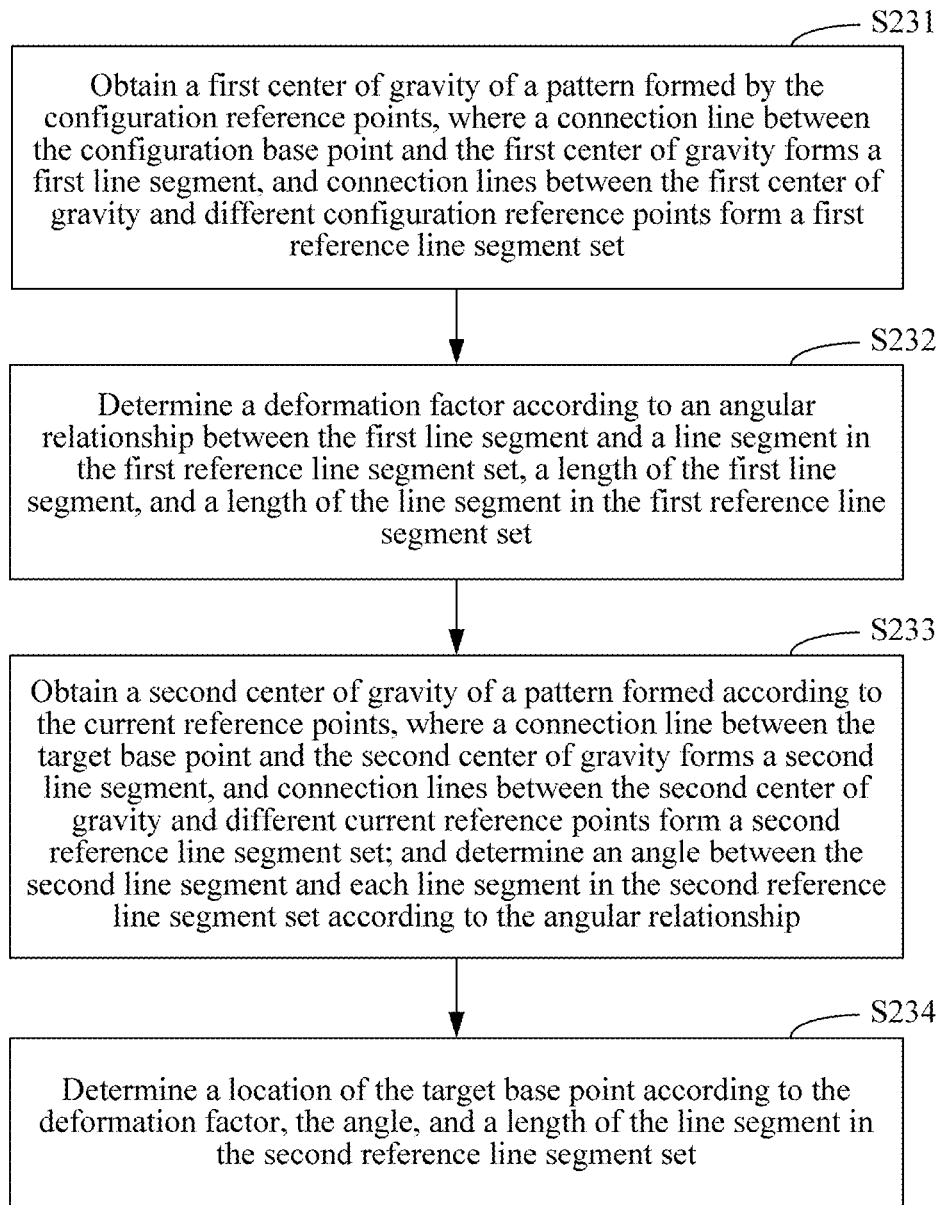 S231
Obtain a first center of gravity of a pattern formed by the
configuration reference points, where a connection line between
the configuration base point and the first center of gravity forms a
first line segment, and connection lines between the first center of
gravity and different configuration reference points form a first
reference line segment set
S232
Determine a deformation factor according to an angular
relationship between the first line segment and a line segment in
the first reference line segment set, a length of the first line
segment, and a length of the line segment in the first reference line
segment set
S233
Obtain a second center of gravity of a pattern formed according to
the current reference points, where a connection line between the
target base point and the second center of gravity forms a second
line segment, and connection lines between the second center of
gravity and different current reference points form a second
reference line segment set; and determine an angle between the
second line segment and each line segment in the second reference
line segment set according to the angular relationship
S234
Determine a location of the target base point according to the
deformation factor, the angle, and a length of the line segment in
the second reference line segment set